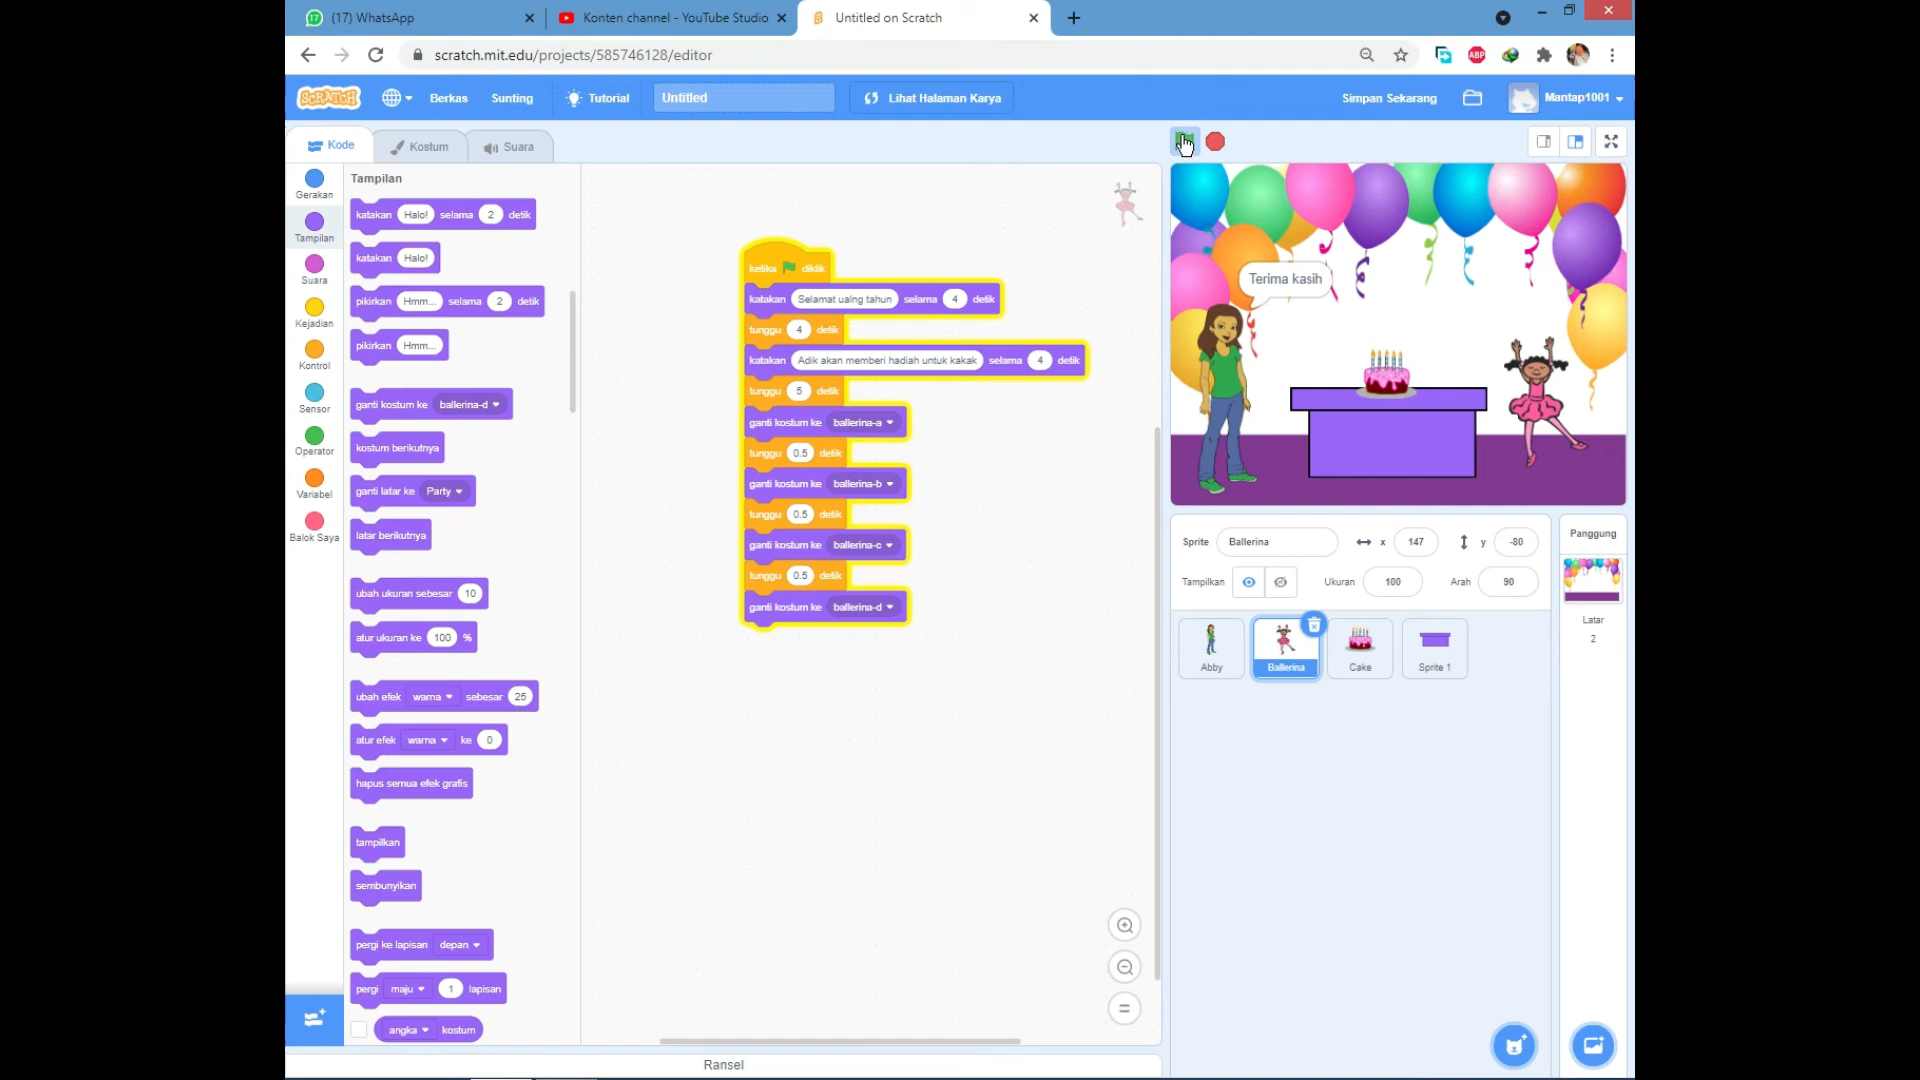 (17) WhatsApp
Konten channel - YouTube Studio
Untitled on Scratch
scratch.mit.edu/projects/585746128/editor
ABP
SCRATCH
Berkas
Sunting
Tutorial
Untitled
Lihat Halaman Karya
Simpan Sekarang
Mantap1001
Kode
Kostum
Suara
Gerakan
Tampilan
Suara
Kejadian
Kontrol
Sensor
Operator
Variabel
Balok Saya
Tampilan
katakan Halo! selama 2 detik
katakan Halo!
pikirkan Hmm... selama 2 detik
pikirkan Hmm...
ganti kostum ke ballerina-d
kostum berikutnya
ganti latar ke Party
latar berikutnya
ubah ukuran sebesar 10
atur ukuran ke 100 %
ubah efek warna sebesar 25
atur efek warna ke 0
hapus semua efek grafis
tampilkan
sembunyikan
pergi ke lapisan depan
pergi maju 1 lapisan
angka kostum
ketika diklik
katakan Selamat ualng tahun selama 4 detik
tunggu 4 detik
katakan Adik akan memberi hadiah untuk kakak selama 4 detik
tunggu 5 detik
ganti kostum ke ballerina-a
tunggu 0.5 detik
ganti kostum ke ballerina-b
tunggu 0.5 detik
ganti kostum ke ballerina-c
tunggu 0.5 detik
ganti kostum ke ballerina-d
Ransel
Terima kasih
Sprite Ballerina x 147 y -80
Tampilkan Ukuran 100 Arah 90
Abby
Ballerina
Cake
Sprite 1
Panggung
Latar
2